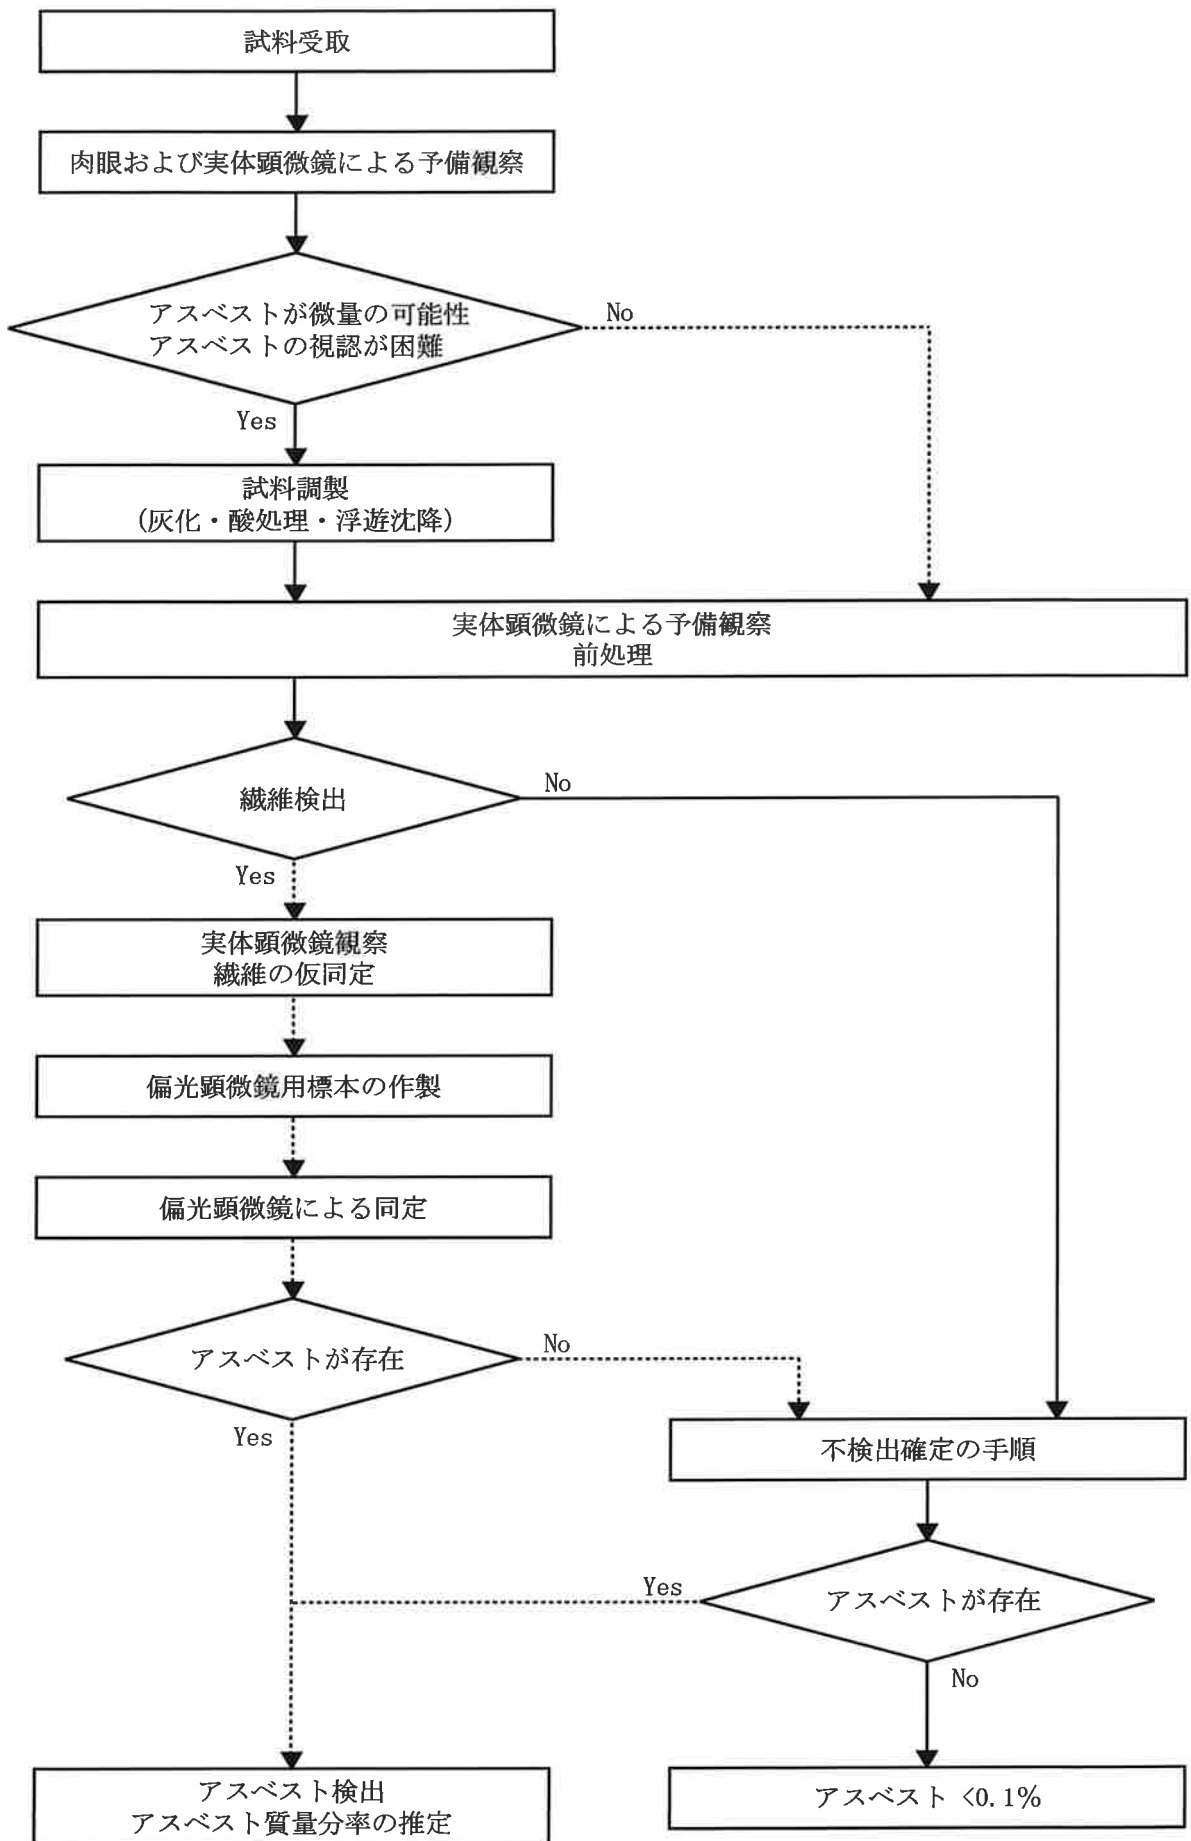 試料受取
肉眼および実体顕微鏡による予備観察
アスベストが微量の可能性
アスベストの視認が困難
No
Yes
試料調製
(灰化・酸処理・浮遊沈降)
実体顕微鏡による予備観察
前処理
繊維検出
No
Yes
実体顕微鏡観察
繊維の仮同定
偏光顕微鏡用標本の作製
偏光顕微鏡による同定
アスベストが存在
No
Yes
不検出確定の手順
アスベストが存在
Yes
No
アスベスト検出
アスベスト質量分率の推定
アスベスト <0.1%